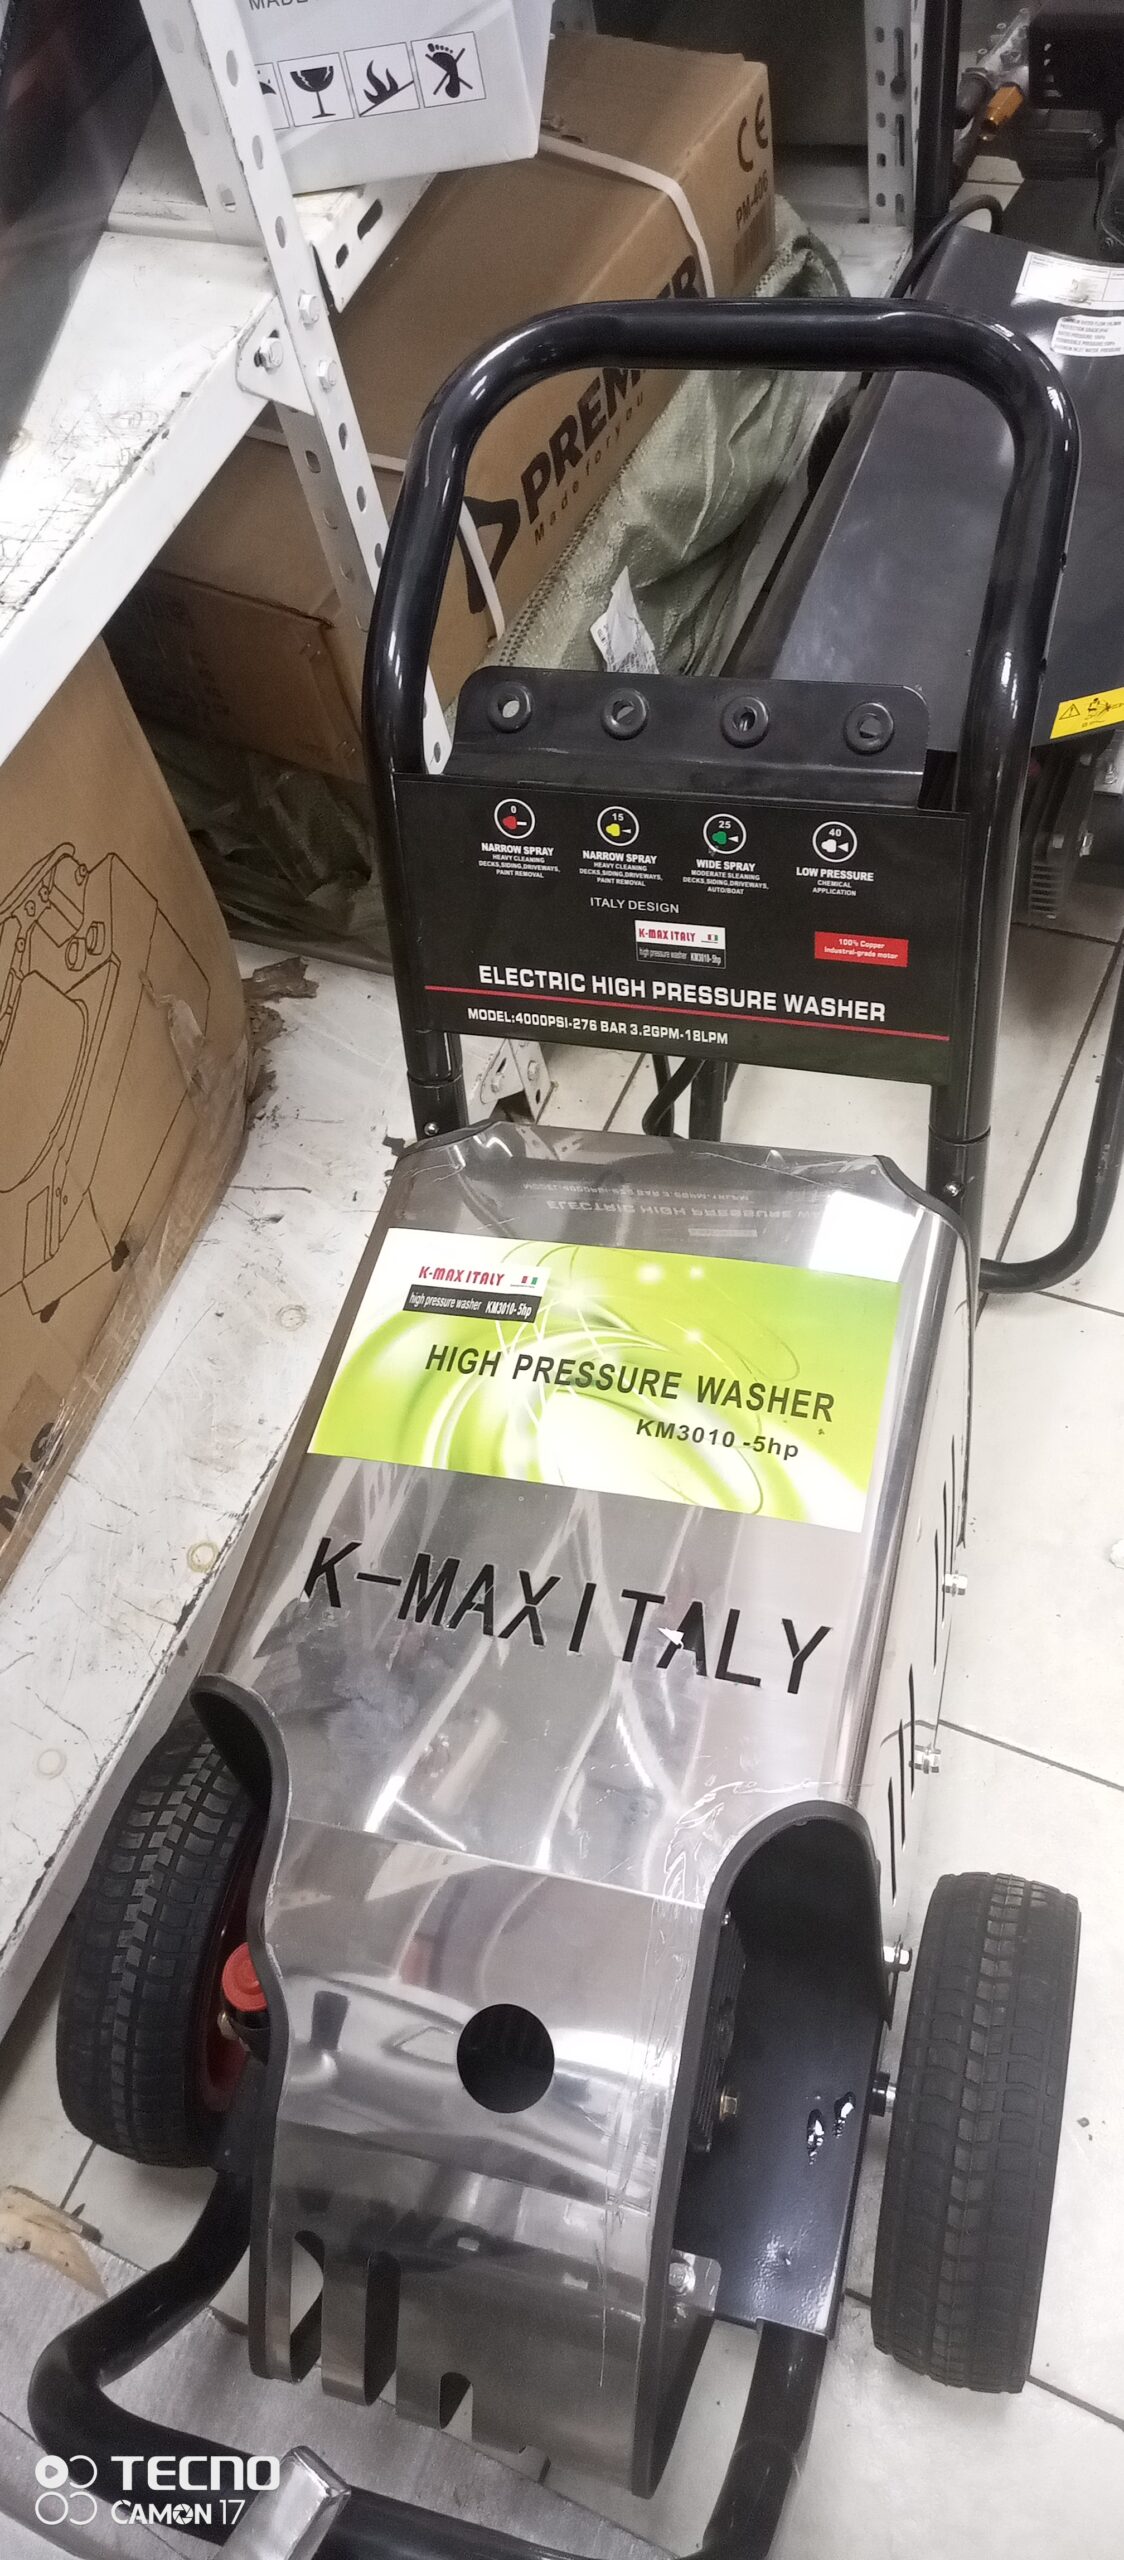 MADE
CE
PM-406
PREMIER
Made for you
0
NARROW SPRAY
HEAVY CLEANING
DECKS,SIDING,DRIVEWAYS,
PAINT REMOVAL
15
NARROW SPRAY
HEAVY CLEANING
DECKS,SIDING,DRIVEWAYS,
PAINT REMOVAL
25
WIDE SPRAY
MODERATE SLEANING
DECKS,SIDING,DRIVEWAYS,
AUTO/BOAT
40
LOW PRESSURE
CHEMICAL
APPLICATION
ITALY DESIGN
K-MAX ITALY
high pressure washer KM3010-5hp
100% Copper
Industrial-grade motor
ELECTRIC HIGH PRESSURE WASHER
MODEL:4000PSI-276 BAR 3.2GPM-18LPM
K-MAX ITALY
high pressure washer KM3010-5hp
HIGH PRESSURE WASHER
KM3010 -5hp
K-MAX ITALY
TECNO
CAMON 17